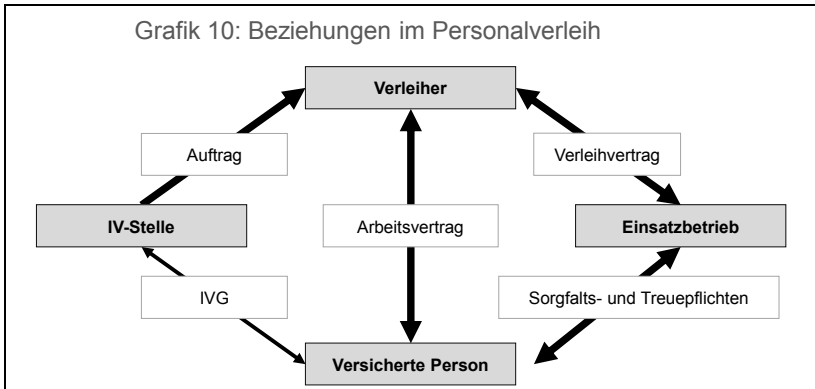 Grafik 10: Beziehungen im Personalverleih
Verleiher
Auftrag
Verleihvertrag
IV-Stelle
Arbeitsvertrag
Einsatzbetrieb
IVG
Sorgfalts- und Treuepflichten
Versicherte Person